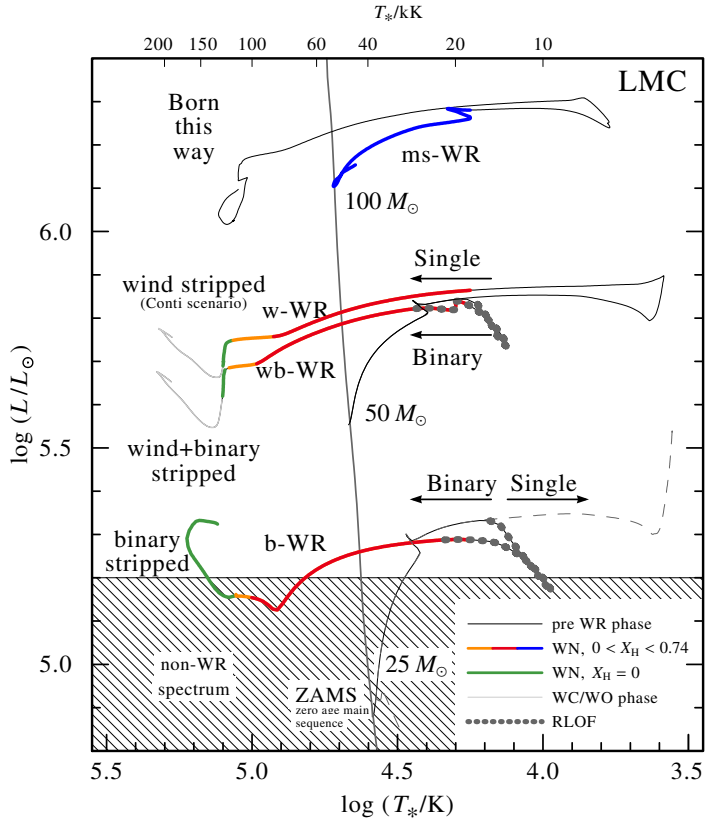 T*/kK
200 120 100 60 40 20 10
LMC
Born
this
way
ms-WR
100 M⊙
6.0
Single
wind stripped
(Conti scenario)
w-WR
wb-WR
Binary
50 M⊙
log (L/L⊙)
5.5
wind+binary
stripped
Binary Single
binary
stripped
b-WR
pre WR phase
WN, 0 < XH < 0.74
WN, XH = 0
WC/WO phase
RLOF
5.0
non-WR
spectrum
25 M⊙
ZAMS
zero age main
sequence
5.5 5.0 4.5 4.0 3.5
log (T*/K)